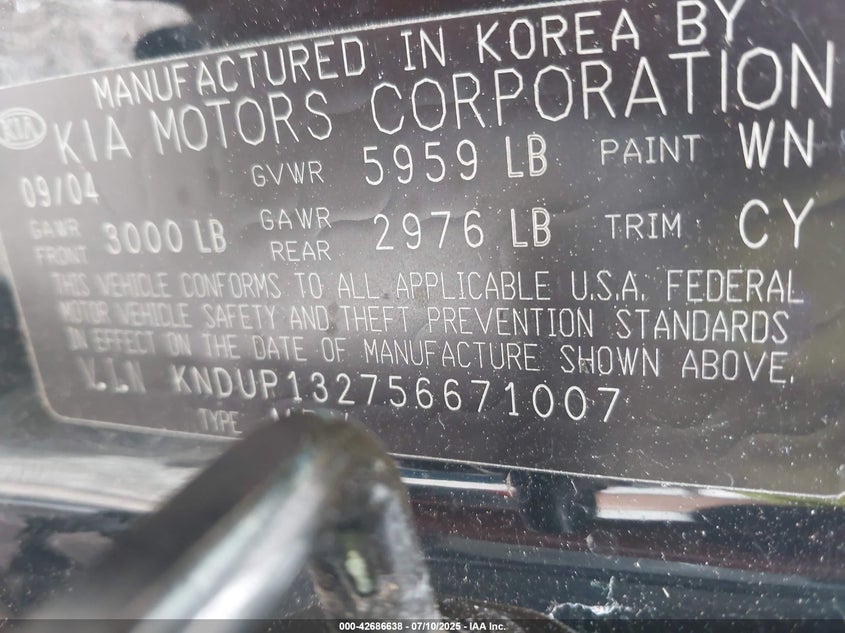 MANUFACTURED IN KOREA BY
KIA KIA MOTORS CORPORATION
09/04 GVWR 5959 LB PAINT WN
GAWR FRONT 3000 LB GAWR REAR 2976 LB TRIM CY
THIS VEHICLE CONFORMS TO ALL APPLICABLE U.S.A. FEDERAL
MOTOR VEHICLE SAFETY AND THEFT PREVENTION STANDARDS
IN EFFECT ON THE DATE OF MANUFACTURE SHOWN ABOVE.
V.I.N KNDUP132756671007
TYPE
000-42686638 - 07/10/2025 - IAA Inc.